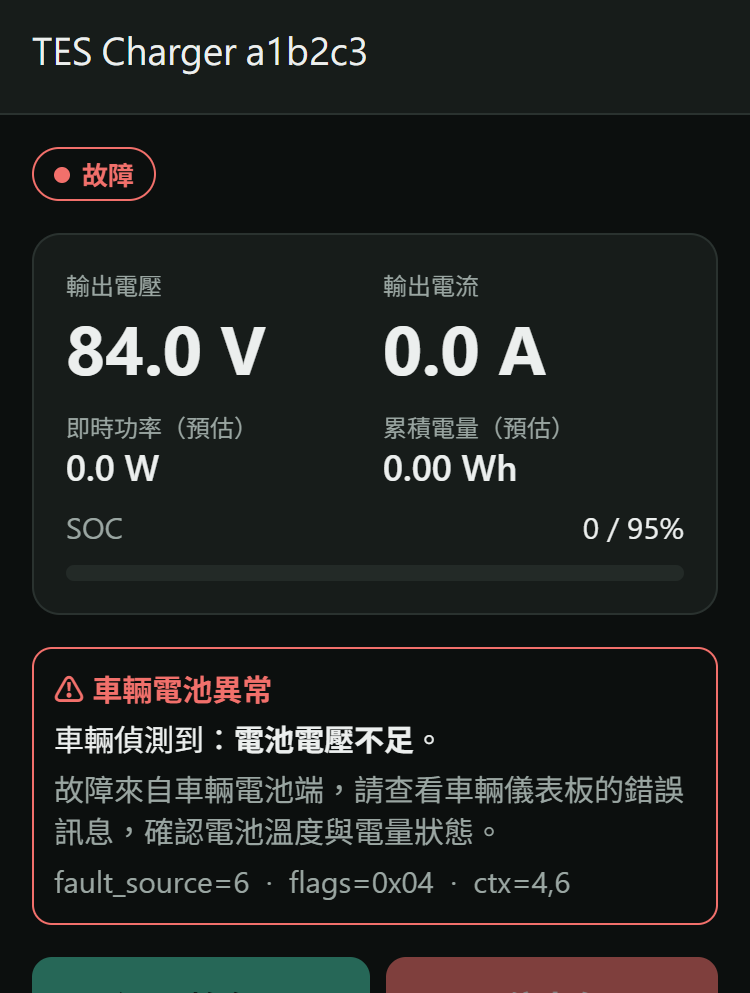 TES Charger a1b2c3
故障
輸出電壓 輸出電流
84.0 V 0.0 A
即時功率（預估） 累積電量（預估）
0.0 W 0.00 Wh
SOC 0 / 95%
車輛電池異常
車輛偵測到：電池電壓不足。
故障來自車輛電池端，請查看車輛儀表板的錯誤
訊息，確認電池溫度與電量狀態。
fault_source=6 · flags=0x04 · ctx=4,6